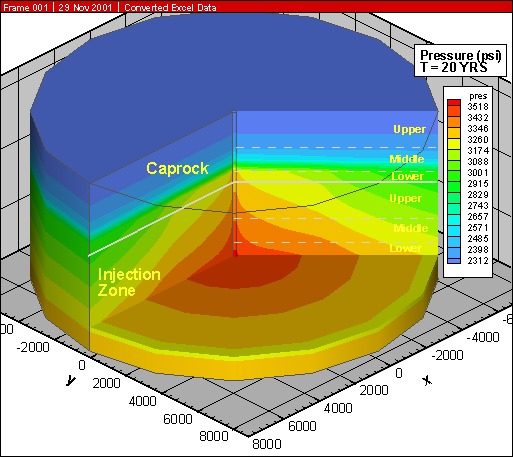 Frame 001 | 29 Nov 2001 | Converted Excel Data
Pressure (psi)
T = 20 YRS
pres
3518
3432
3346
3260
3174
3088
3001
2915
2829
2743
2657
2571
2485
2398
2312
Upper
Middle
Lower
Upper
Middle
Lower
Caprock
Injection
Zone
-2000
0
2000
4000
6000
8000
y
8000
6000
4000
2000
0
-2000
-4000
x